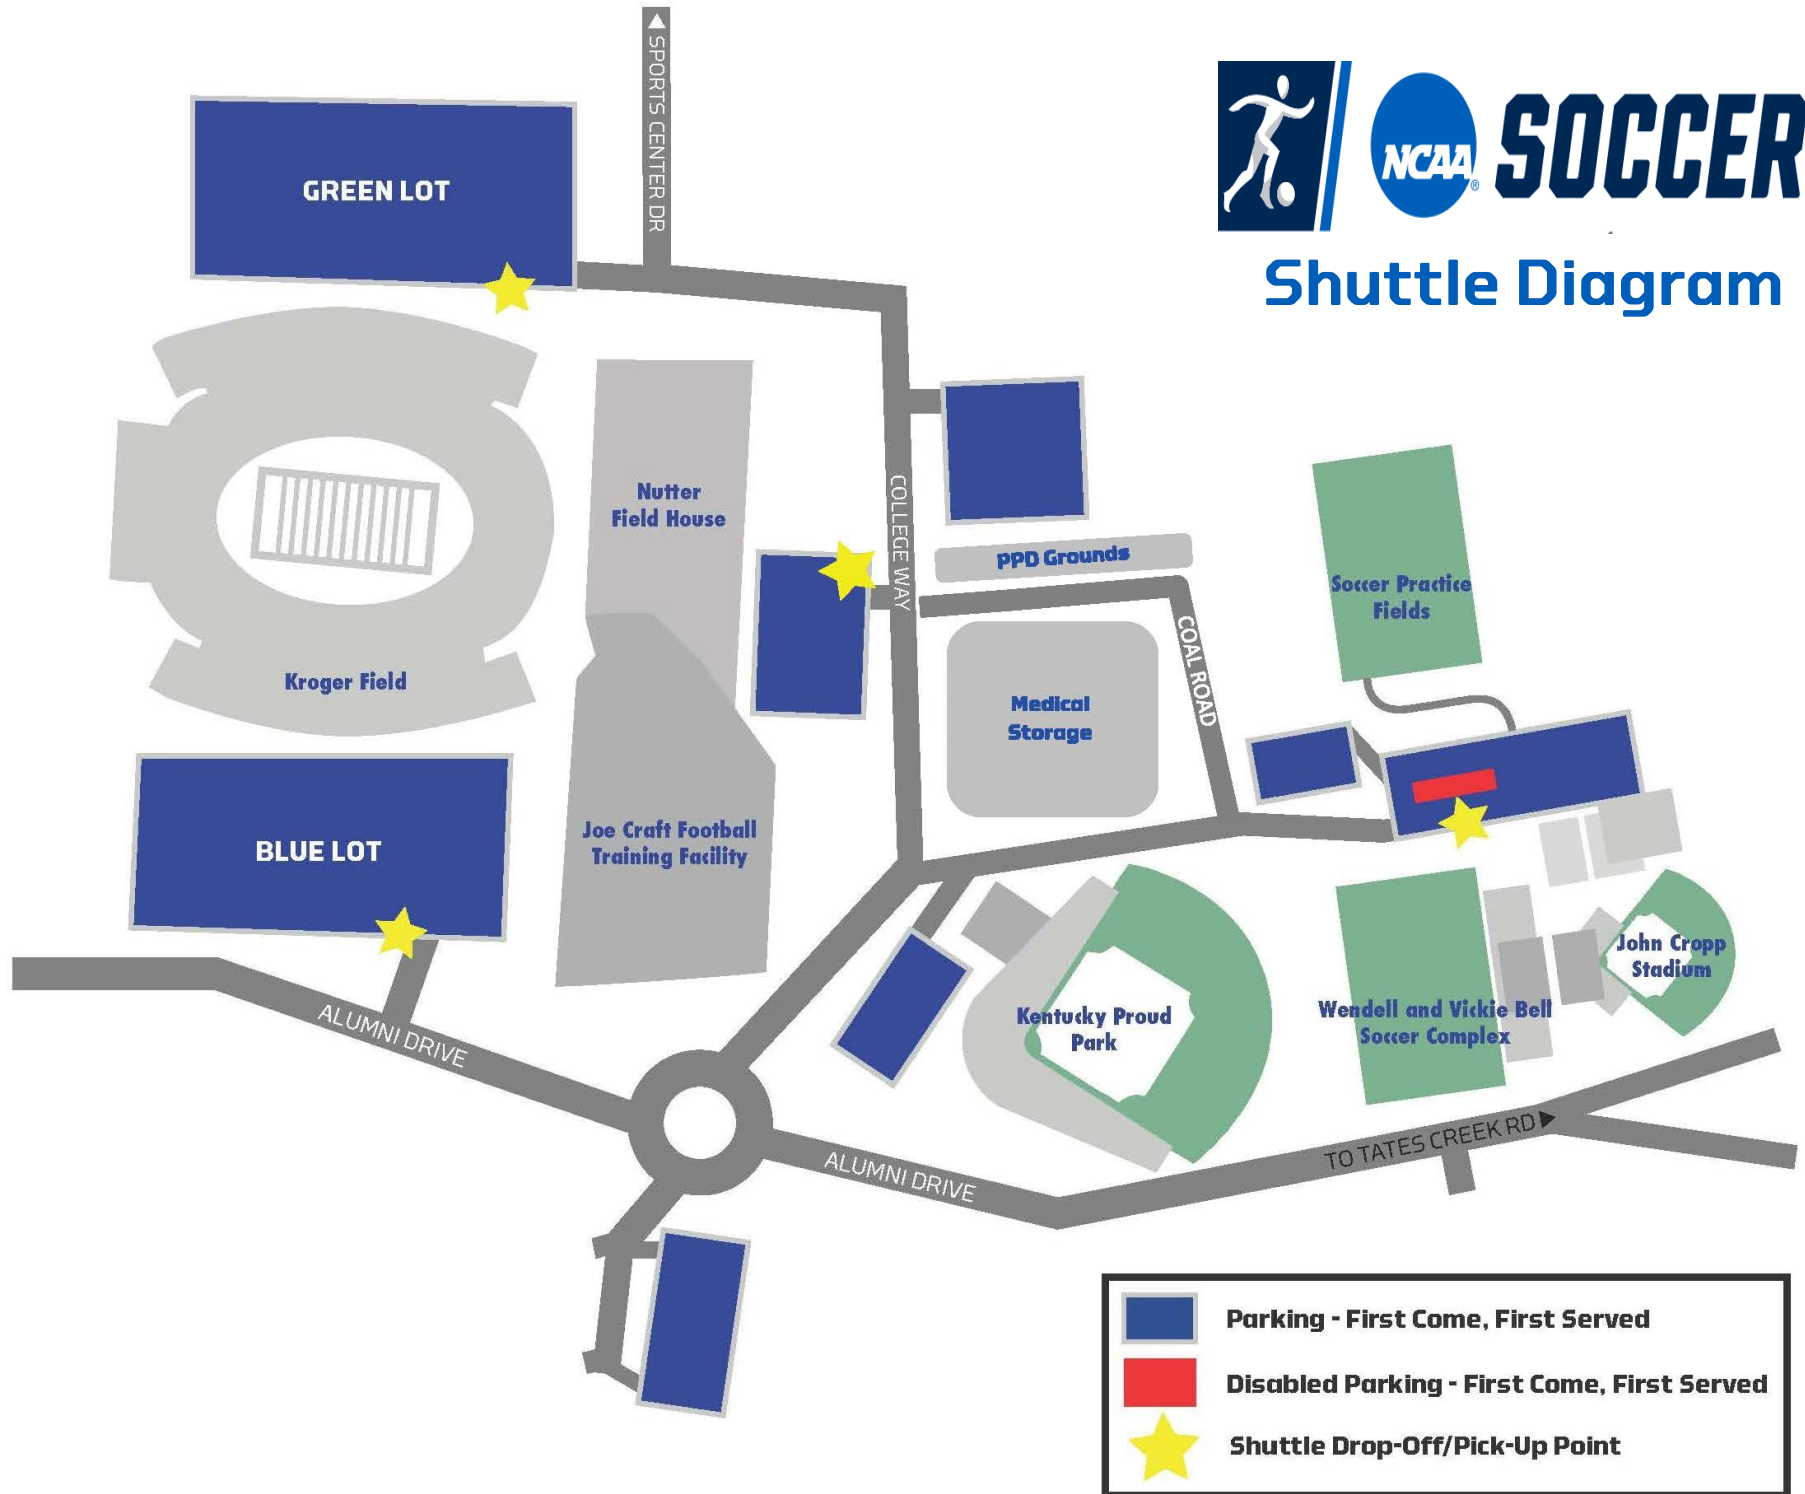 ▲ SPORTS CENTER DR
NCAA® SOCCER
Shuttle Diagram
GREEN LOT
Nutter
Field House
COLLEGE WAY
PPD Grounds
Soccer Practice
Fields
COAL ROAD
Kroger Field
Medical
Storage
BLUE LOT
Joe Craft Football
Training Facility
John Cropp
Stadium
Kentucky Proud
Park
Wendell and Vickie Bell
Soccer Complex
ALUMNI DRIVE
ALUMNI DRIVE
TO TATES CREEK RD ▶
Parking - First Come, First Served
Disabled Parking - First Come, First Served
Shuttle Drop-Off/Pick-Up Point